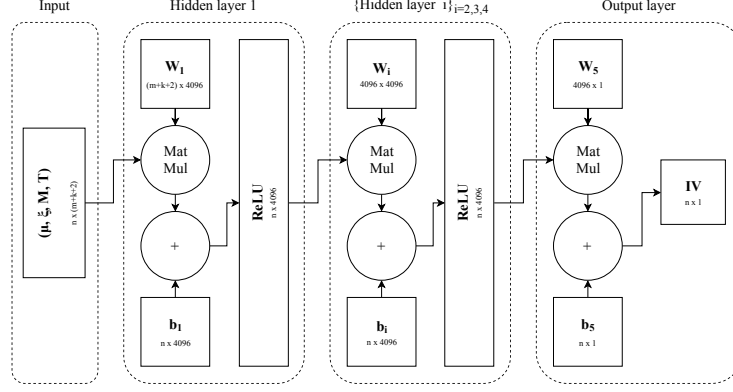 Input
(μ, ξ, M, T)
n x (m+k+2)
Hidden layer 1
W₁
(m+k+2) x 4096
Mat
Mul
+
b₁
n x 4096
ReLU
n x 4096
{Hidden layer i}ᵢ₌₂,₃,₄
Wᵢ
4096 x 4096
Mat
Mul
+
bᵢ
n x 4096
ReLU
n x 4096
Output layer
W₅
4096 x 1
Mat
Mul
+
b₅
n x 1
IV
n x 1